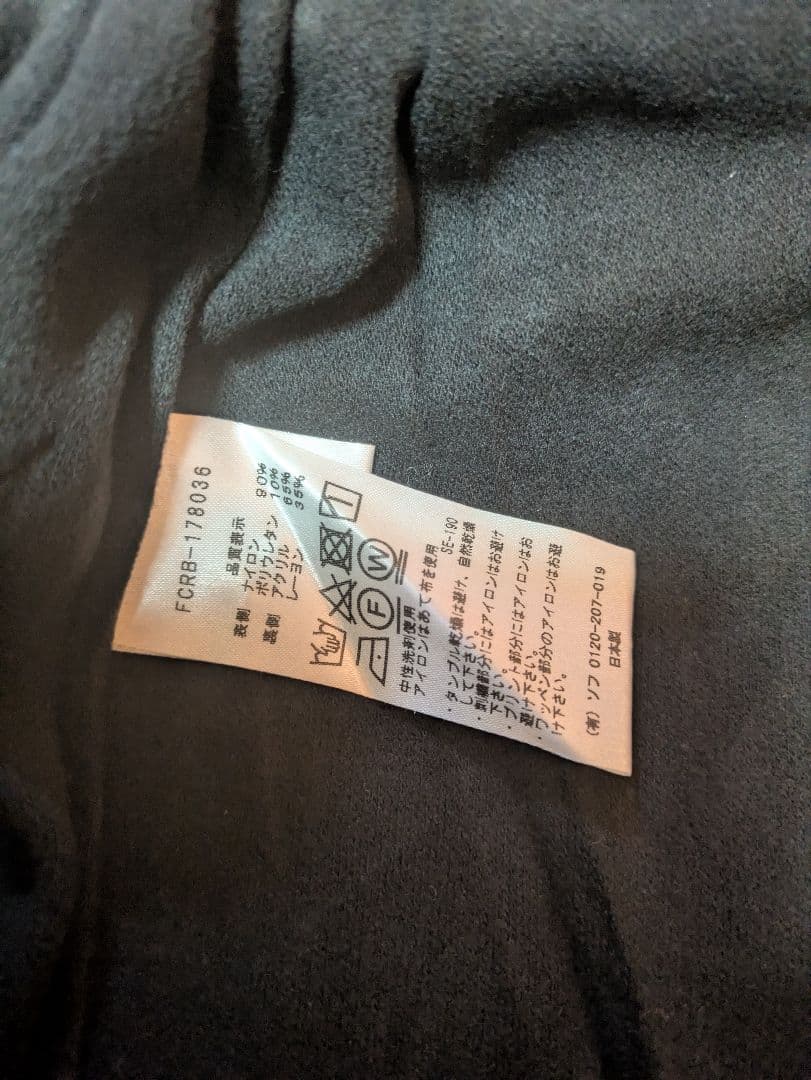 FCRB-178036
品質表示
表側 ナイロン 90%
ポリウレタン 10%
裏側 アクリル 65%
レーヨン 35%
F W
中性洗剤使用
アイロンはあて布を使用
SE-190
・タンブル乾燥は避け、自然乾燥
して下さい。
・刺繍部分にはアイロンはお避け
下さい。
・プリント部分にはアイロンはお
避け下さい。
・ワッペン部分のアイロンはお避
け下さい。
(有) ソフ 0120-207-019
日本製